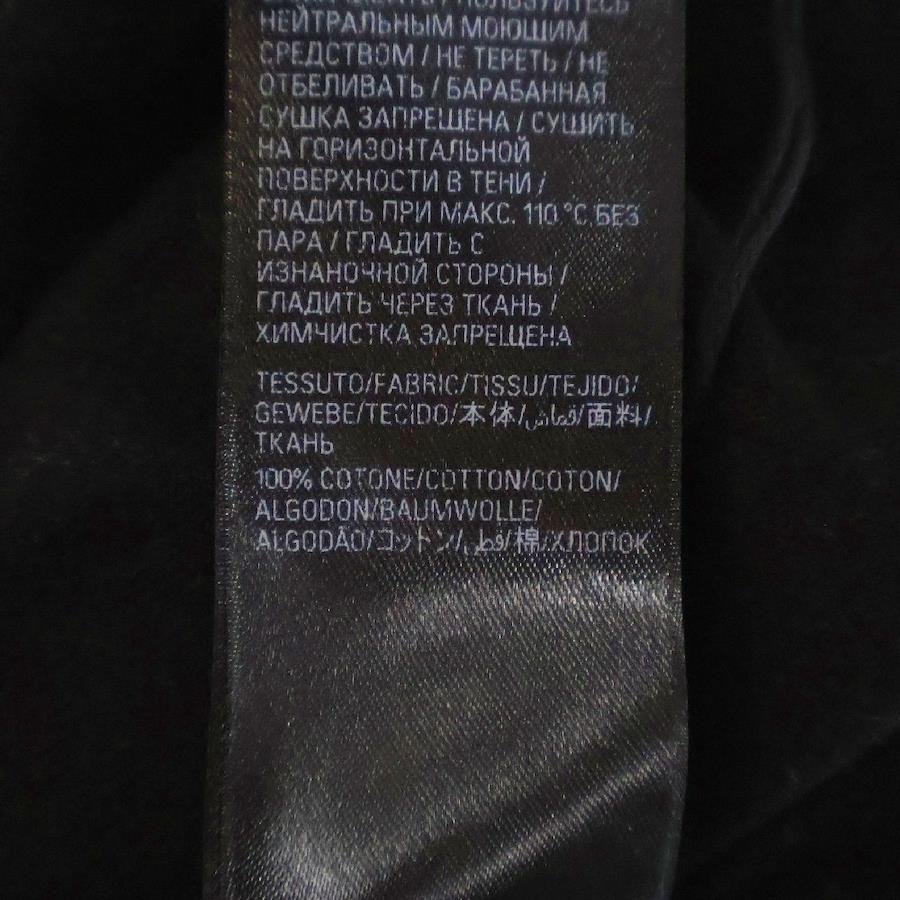 ПОЛЬЗУЙТЕСЬ
НЕЙТРАЛЬНЫМ МОЮЩИМ
СРЕДСТВОМ / НЕ ТЕРЕТЬ / НЕ
ОТБЕЛИВАТЬ / БАРАБАННАЯ
СУШКА ЗАПРЕЩЕНА / СУШИТЬ
НА ГОРИЗОНТАЛЬНОЙ
ПОВЕРХНОСТИ В ТЕНИ /
ГЛАДИТЬ ПРИ МАКС. 110 °C БЕЗ
ПАРА / ГЛАДИТЬ С
ИЗНАНОЧНОЙ СТОРОНЫ /
ГЛАДИТЬ ЧЕРЕЗ ТКАНЬ /
ХИМЧИСТКА ЗАПРЕЩЕНА
TESSUTO/FABRIC/TISSU/TEJIDO/
GEWEBE/TECIDO/本体/قماش/面料/
ТКАНЬ
100% COTONE/COTTON/COTON/
ALGODON/BAUMWOLLE/
ALGODÃO/コットン/قطن/棉/ХЛОПОК